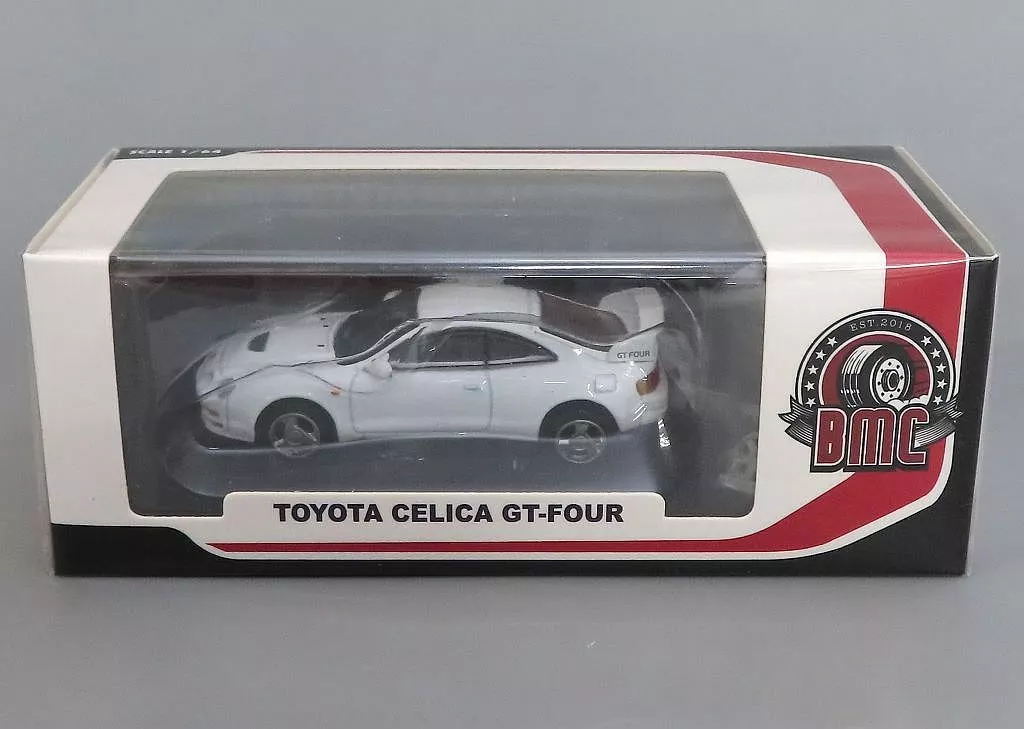 SCALE 1/64
GT FOUR
EST. 2018
BMC
TOYOTA CELICA GT-FOUR